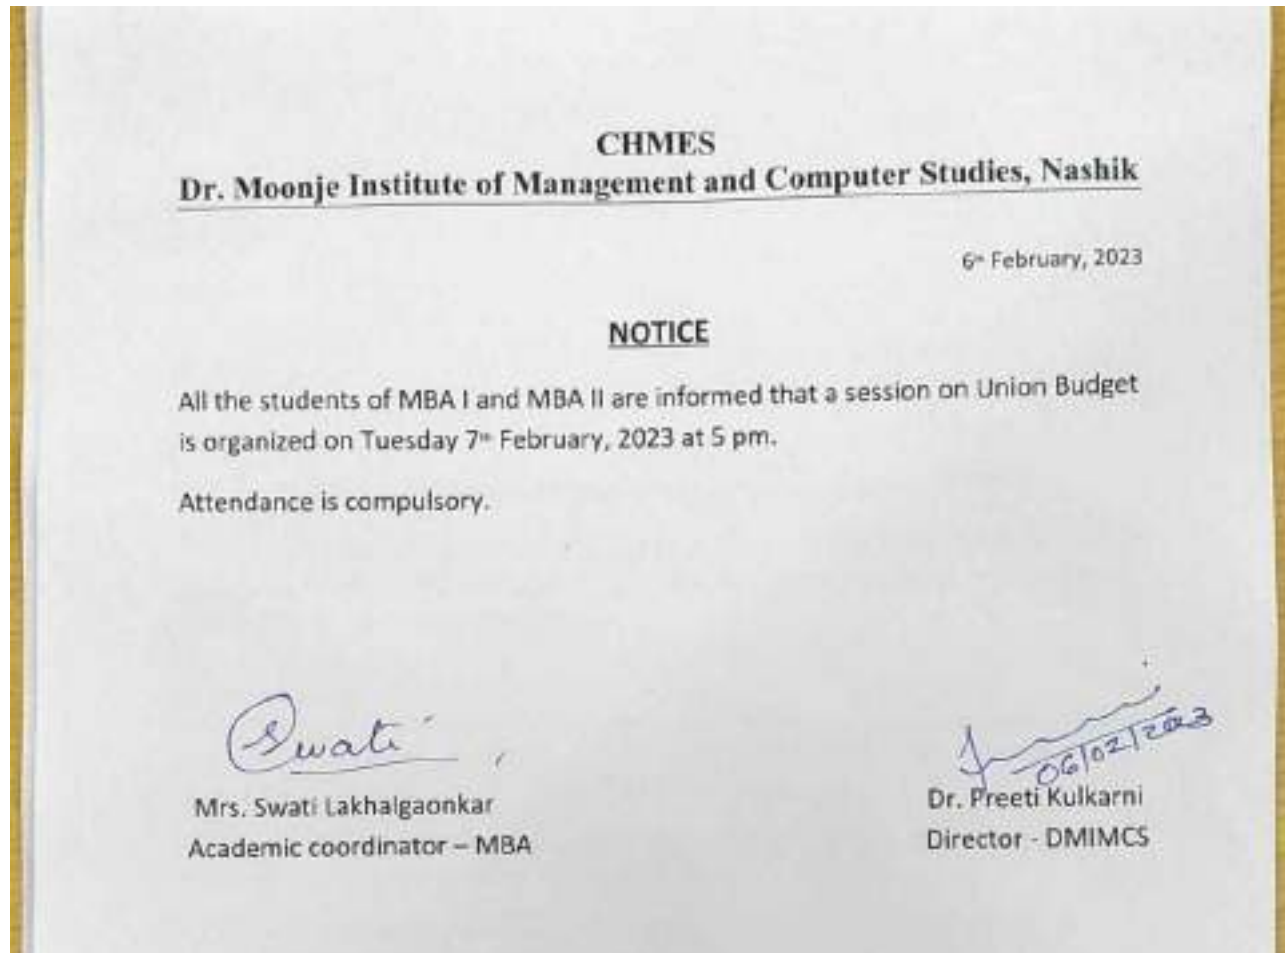 CHMES
Dr. Moonje Institute of Management and Computer Studies, Nashik
6th February, 2023
NOTICE
All the students of MBA I and MBA II are informed that a session on Union Budget
is organized on Tuesday 7th February, 2023 at 5 pm.
Attendance is compulsory.
Swati
06/02/2023
Mrs. Swati Lakhalgaonkar
Dr. Preeti Kulkarni
Academic coordinator – MBA
Director - DMIMCS